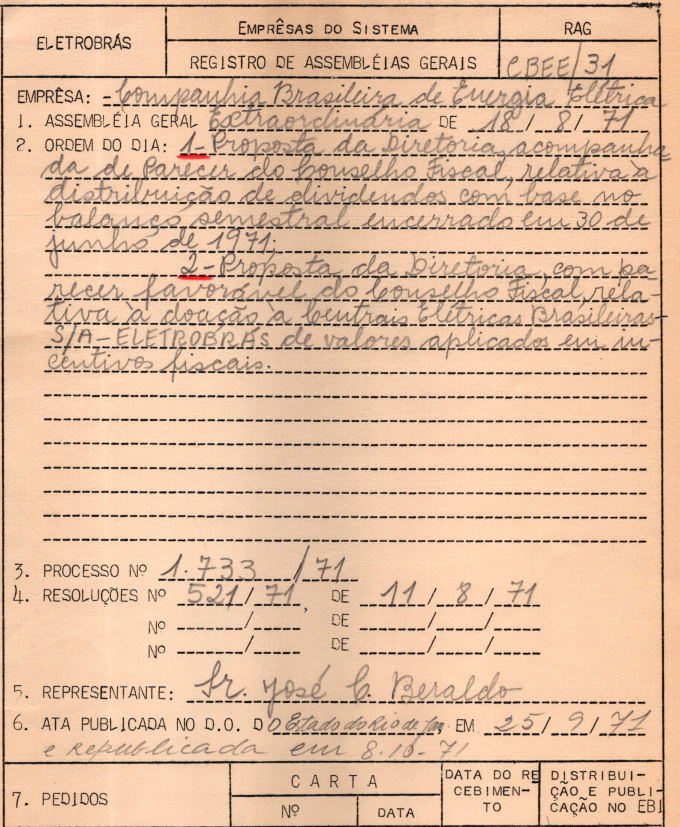 ELETROBRÁS
EMPRÊSAS DO SISTEMA
RAG
REGISTRO DE ASSEMBLÉIAS GERAIS
CBEE/31
EMPRÊSA: - Companhia Brasileira de Energia Elétrica
1. ASSEMBLÉIA GERAL Extraordinária DE 18 / 8 / 71
2. ORDEM DO DIA: 1- Proposta da Diretoria, acompanha
da de Parecer do Conselho Fiscal, relativa à
distribuição de dividendos com base no
balanço semestral encerrado em 30 de
junho de 1971;
2- Proposta da Diretoria, com pa-
recer favorável do Conselho Fiscal, rela-
tiva à doação à Centrais Elétricas Brasileiras
S/A-ELETROBRÁS de valores aplicados em in-
centivos fiscais.
3. PROCESSO Nº 1.733 / 71
4. RESOLUÇÕES Nº 521 / 71, DE 11 / 8 / 71
Nº / DE / /
Nº / DE / /
5. REPRESENTANTE: Sr. José C. Beraldo
6. ATA PUBLICADA NO D.O. DO Estado do Rio de EM 25 / 9 / 71
e republicada em 8-10-71
7. PEDIDOS
CARTA
Nº
DATA
DATA DO RE
CEBIMEN-
TO
DISTRIBUI-
ÇÃO E PUBLI-
CAÇÃO NO EBI